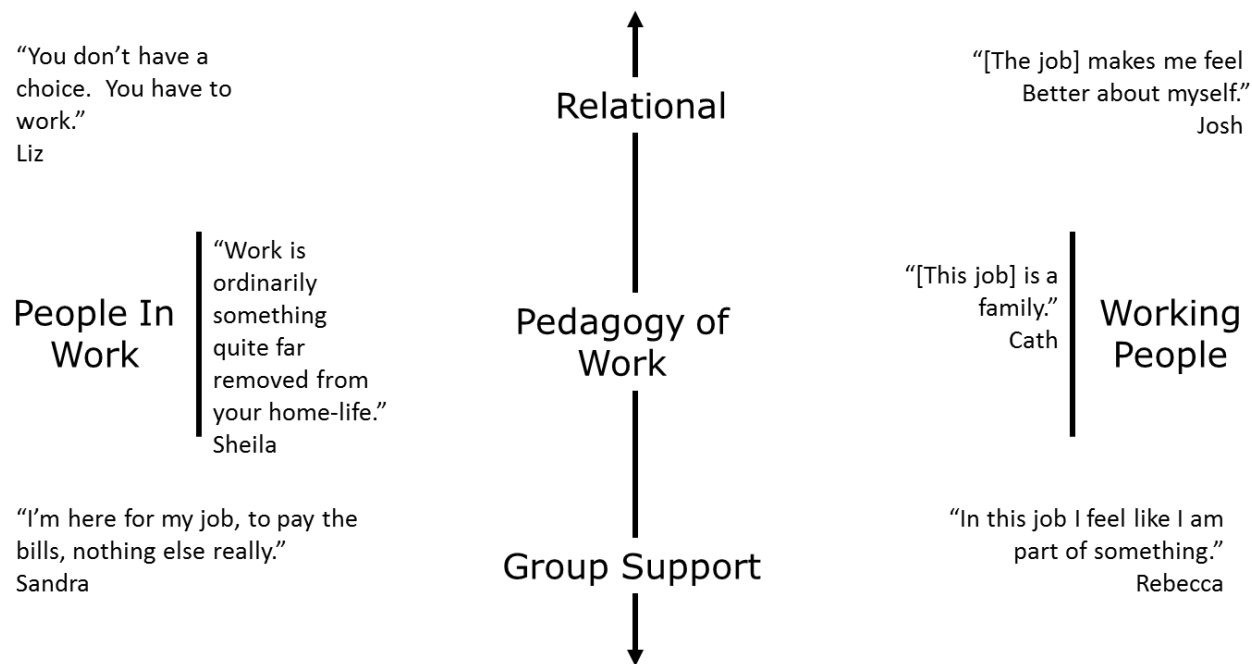 “You don’t have a
choice.  You have to
work.”
Liz
Relational
“[The job] makes me feel
Better about myself.”
Josh
People In
Work
“Work is
ordinarily
something
quite far
removed from
your home-life.”
Sheila
Pedagogy of
Work
“[This job] is a
family.”
Cath
Working
People
“I’m here for my job, to pay the
bills, nothing else really.”
Sandra
Group Support
“In this job I feel like I am
part of something.”
Rebecca